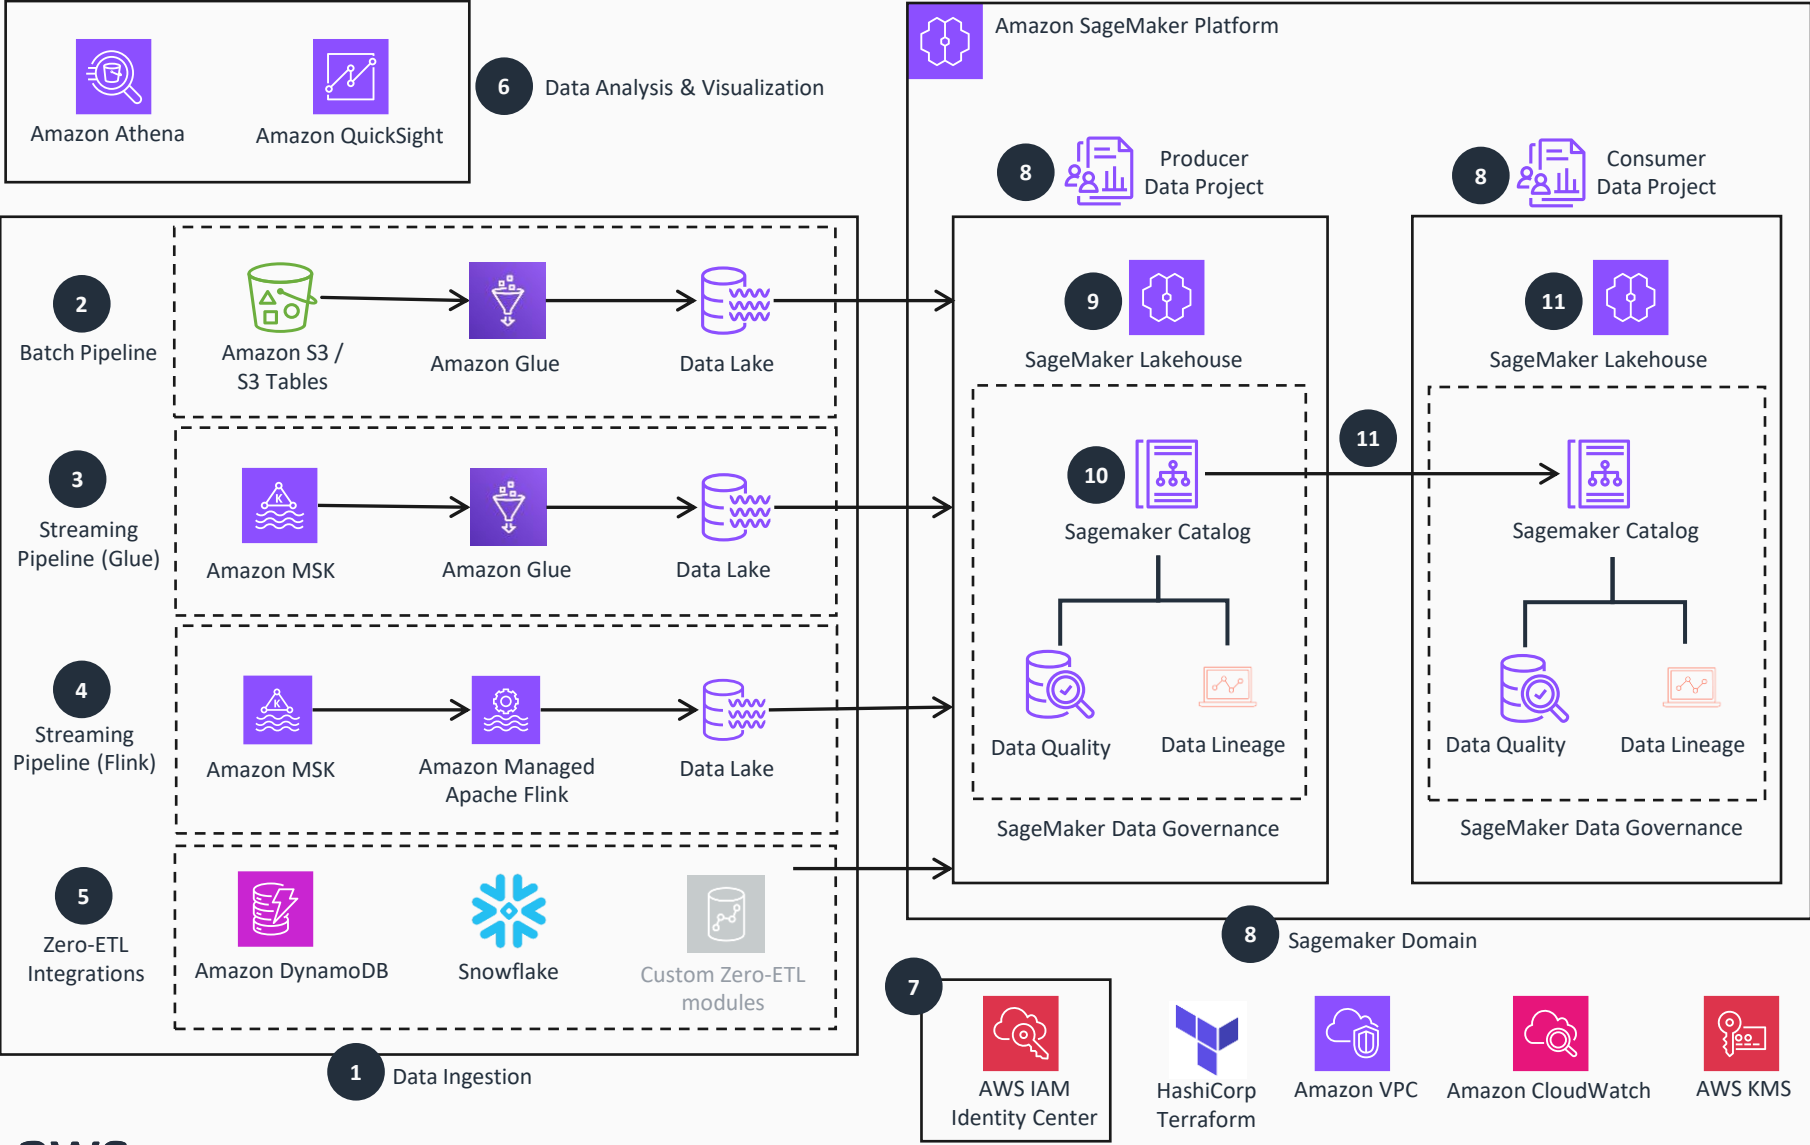 Amazon Athena
Amazon QuickSight
6
Data Analysis & Visualization
Amazon SageMaker Platform
8
Producer
Data Project
8
Consumer
Data Project
2
Batch Pipeline
Amazon S3 /
S3 Tables
Amazon Glue
Data Lake
3
Streaming
Pipeline (Glue)
K
Amazon MSK
Amazon Glue
Data Lake
4
Streaming
Pipeline (Flink)
K
Amazon MSK
Amazon Managed
Apache Flink
Data Lake
5
Zero-ETL
Integrations
Amazon DynamoDB
Snowflake
Custom Zero-ETL
modules
1
Data Ingestion
9
SageMaker Lakehouse
10
Sagemaker Catalog
Data Quality
Data Lineage
SageMaker Data Governance
11
11
SageMaker Lakehouse
Sagemaker Catalog
Data Quality
Data Lineage
SageMaker Data Governance
8
Sagemaker Domain
7
AWS IAM
Identity Center
HashiCorp
Terraform
Amazon VPC
Amazon CloudWatch
AWS KMS
aws